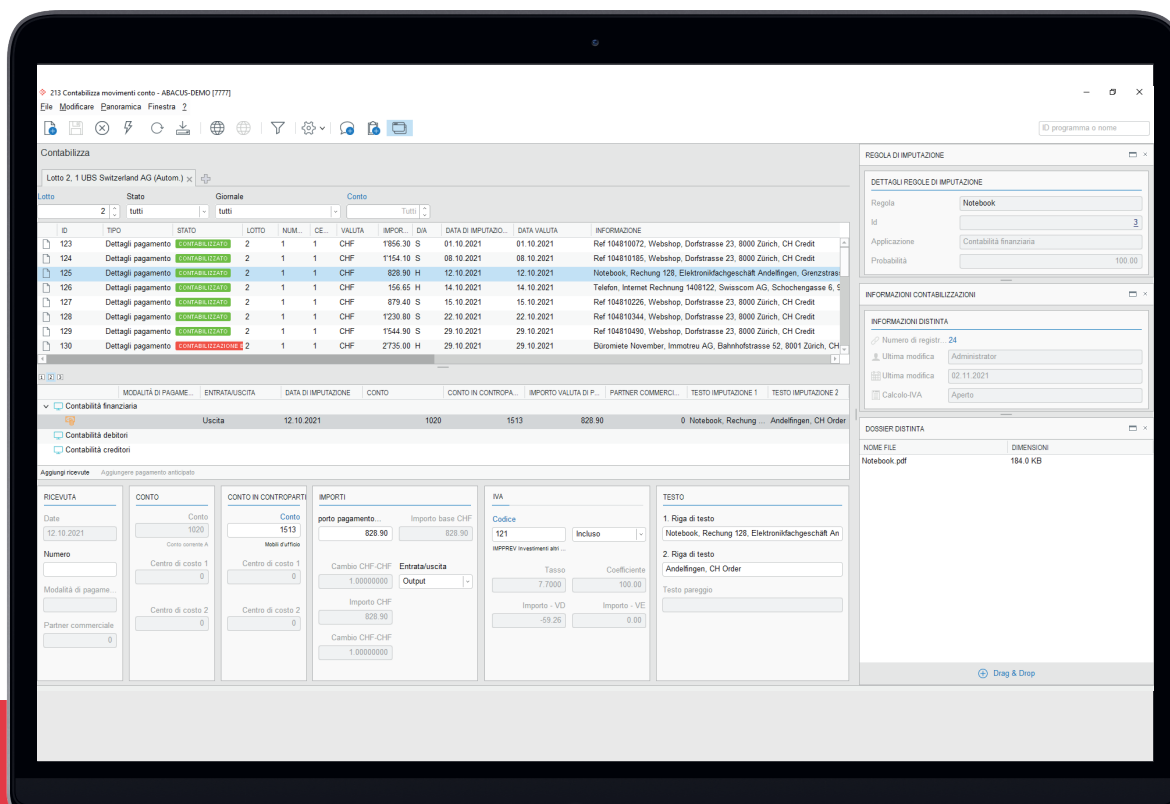 213 Contabilizza movimenti conto - ABACUS-DEMO [7777]
File Modificare Panoramica Finestra ?
ID programma o nome
Contabilizza
Lotto 2, 1 UBS Switzerland AG (Autom.)
Lotto Stato Giornale Conto
2 tutti tutti Tutti
ID TIPO STATO LOTTO NUM... CE... VALUTA IMPOR... D/A DATA DI IMPUTAZIO... DATA VALUTA INFORMAZIONE
123 Dettagli pagamento CONTABILIZZATO 2 1 1 CHF 1'856.30 S 01.10.2021 01.10.2021 Ref 104810072, Webshop, Dorfstrasse 23, 8000 Zürich, CH Credit
124 Dettagli pagamento CONTABILIZZATO 2 1 1 CHF 1'154.10 S 08.10.2021 08.10.2021 Ref 104810185, Webshop, Dorfstrasse 23, 8000 Zürich, CH Credit
125 Dettagli pagamento CONTABILIZZATO 2 1 1 CHF 828.90 H 12.10.2021 12.10.2021 Notebook, Rechung 128, Elektronikfachgeschäft Andelfingen, Grenzstras
126 Dettagli pagamento CONTABILIZZATO 2 1 1 CHF 156.65 H 14.10.2021 14.10.2021 Telefon, Internet Rechnung 1408122, Swisscom AG, Schochengasse 6, 9
127 Dettagli pagamento CONTABILIZZATO 2 1 1 CHF 879.40 S 15.10.2021 15.10.2021 Ref 104810226, Webshop, Dorfstrasse 23, 8000 Zürich, CH Credit
128 Dettagli pagamento CONTABILIZZATO 2 1 1 CHF 1'230.80 S 22.10.2021 22.10.2021 Ref 104810344, Webshop, Dorfstrasse 23, 8000 Zürich, CH Credit
129 Dettagli pagamento CONTABILIZZATO 2 1 1 CHF 1'544.90 S 29.10.2021 29.10.2021 Ref 104810490, Webshop, Dorfstrasse 23, 8000 Zürich, CH Credit
130 Dettagli pagamento CONTABILIZZAZIONE E 2 1 1 CHF 2'735.00 H 29.10.2021 29.10.2021 Büromiete November, Immotreu AG, Bahnhofstrasse 52, 8001 Zürich, CH
1 2 3
MODALITÀ DI PAGAME... ENTRATA/USCITA DATA DI IMPUTAZIONE CONTO CONTO IN CONTROPA... IMPORTO VALUTA DI P... PARTNER COMMERCI... TESTO IMPUTAZIONE 1 TESTO IMPUTAZIONE 2
Contabilità finanziaria
Uscita 12.10.2021 1020 1513 828.90 0 Notebook, Rechung ... Andelfingen, CH Order
Contabilità debitori
Contabilità creditori
Aggiungi ricevute Aggiungere pagamento anticipato
RICEVUTA
Date
12.10.2021
Numero
Modalità di pagame...
Partner commerciale
0
CONTO
Conto
1020
Conto corrente A
Centro di costo 1
0
Centro di costo 2
0
CONTO IN CONTROPARTI
Conto
1513
Mobili d'ufficio
Centro di costo 1
0
Centro di costo 2
0
IMPORTI
porto pagamento... Importo base CHF
828.90 828.90
Cambio CHF-CHF Entrata/uscita
1.00000000 Output
Importo CHF
828.90
Cambio CHF-CHF
1.00000000
IVA
Codice
121 Incluso
IMPPREV Investimenti altri ...
Tasso Coefficiente
7.7000 100.00
Importo - VD Importo - VE
-59.26 0.00
TESTO
1. Riga di testo
Notebook, Rechung 128, Elektronikfachgeschäft An
2. Riga di testo
Andelfingen, CH Order
Testo pareggio
REGOLA DI IMPUTAZIONE
DETTAGLI REGOLE DI IMPUTAZIONE
Regola Notebook
Id 3
Applicazione Contabilità finanziaria
Probabilità 100.00
INFORMAZIONI CONTABILIZZAZIONI
INFORMAZIONI DISTINTA
Numero di registr... 24
Ultima modifica Administrator
Ultima modifica 02.11.2021
Calcolo-IVA Aperto
DOSSIER DISTINTA
NOME FILE DIMENSIONI
Notebook.pdf 184.0 KB
Drag & Drop